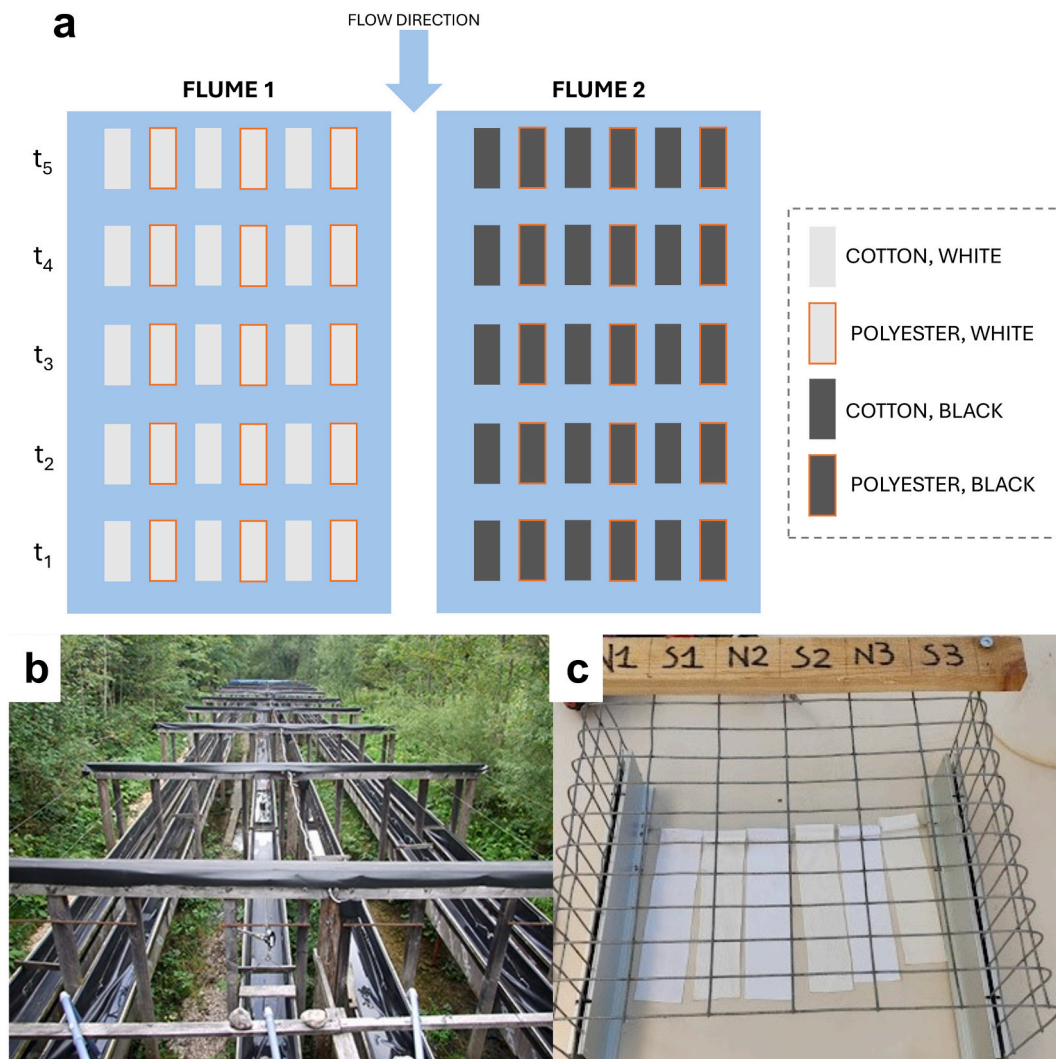 a
FLOW DIRECTION
FLUME 1
FLUME 2
t5
t4
t3
t2
t1
COTTON, WHITE
POLYESTER, WHITE
COTTON, BLACK
POLYESTER, BLACK
b
c
N1 S1 N2 S2 N3 S3